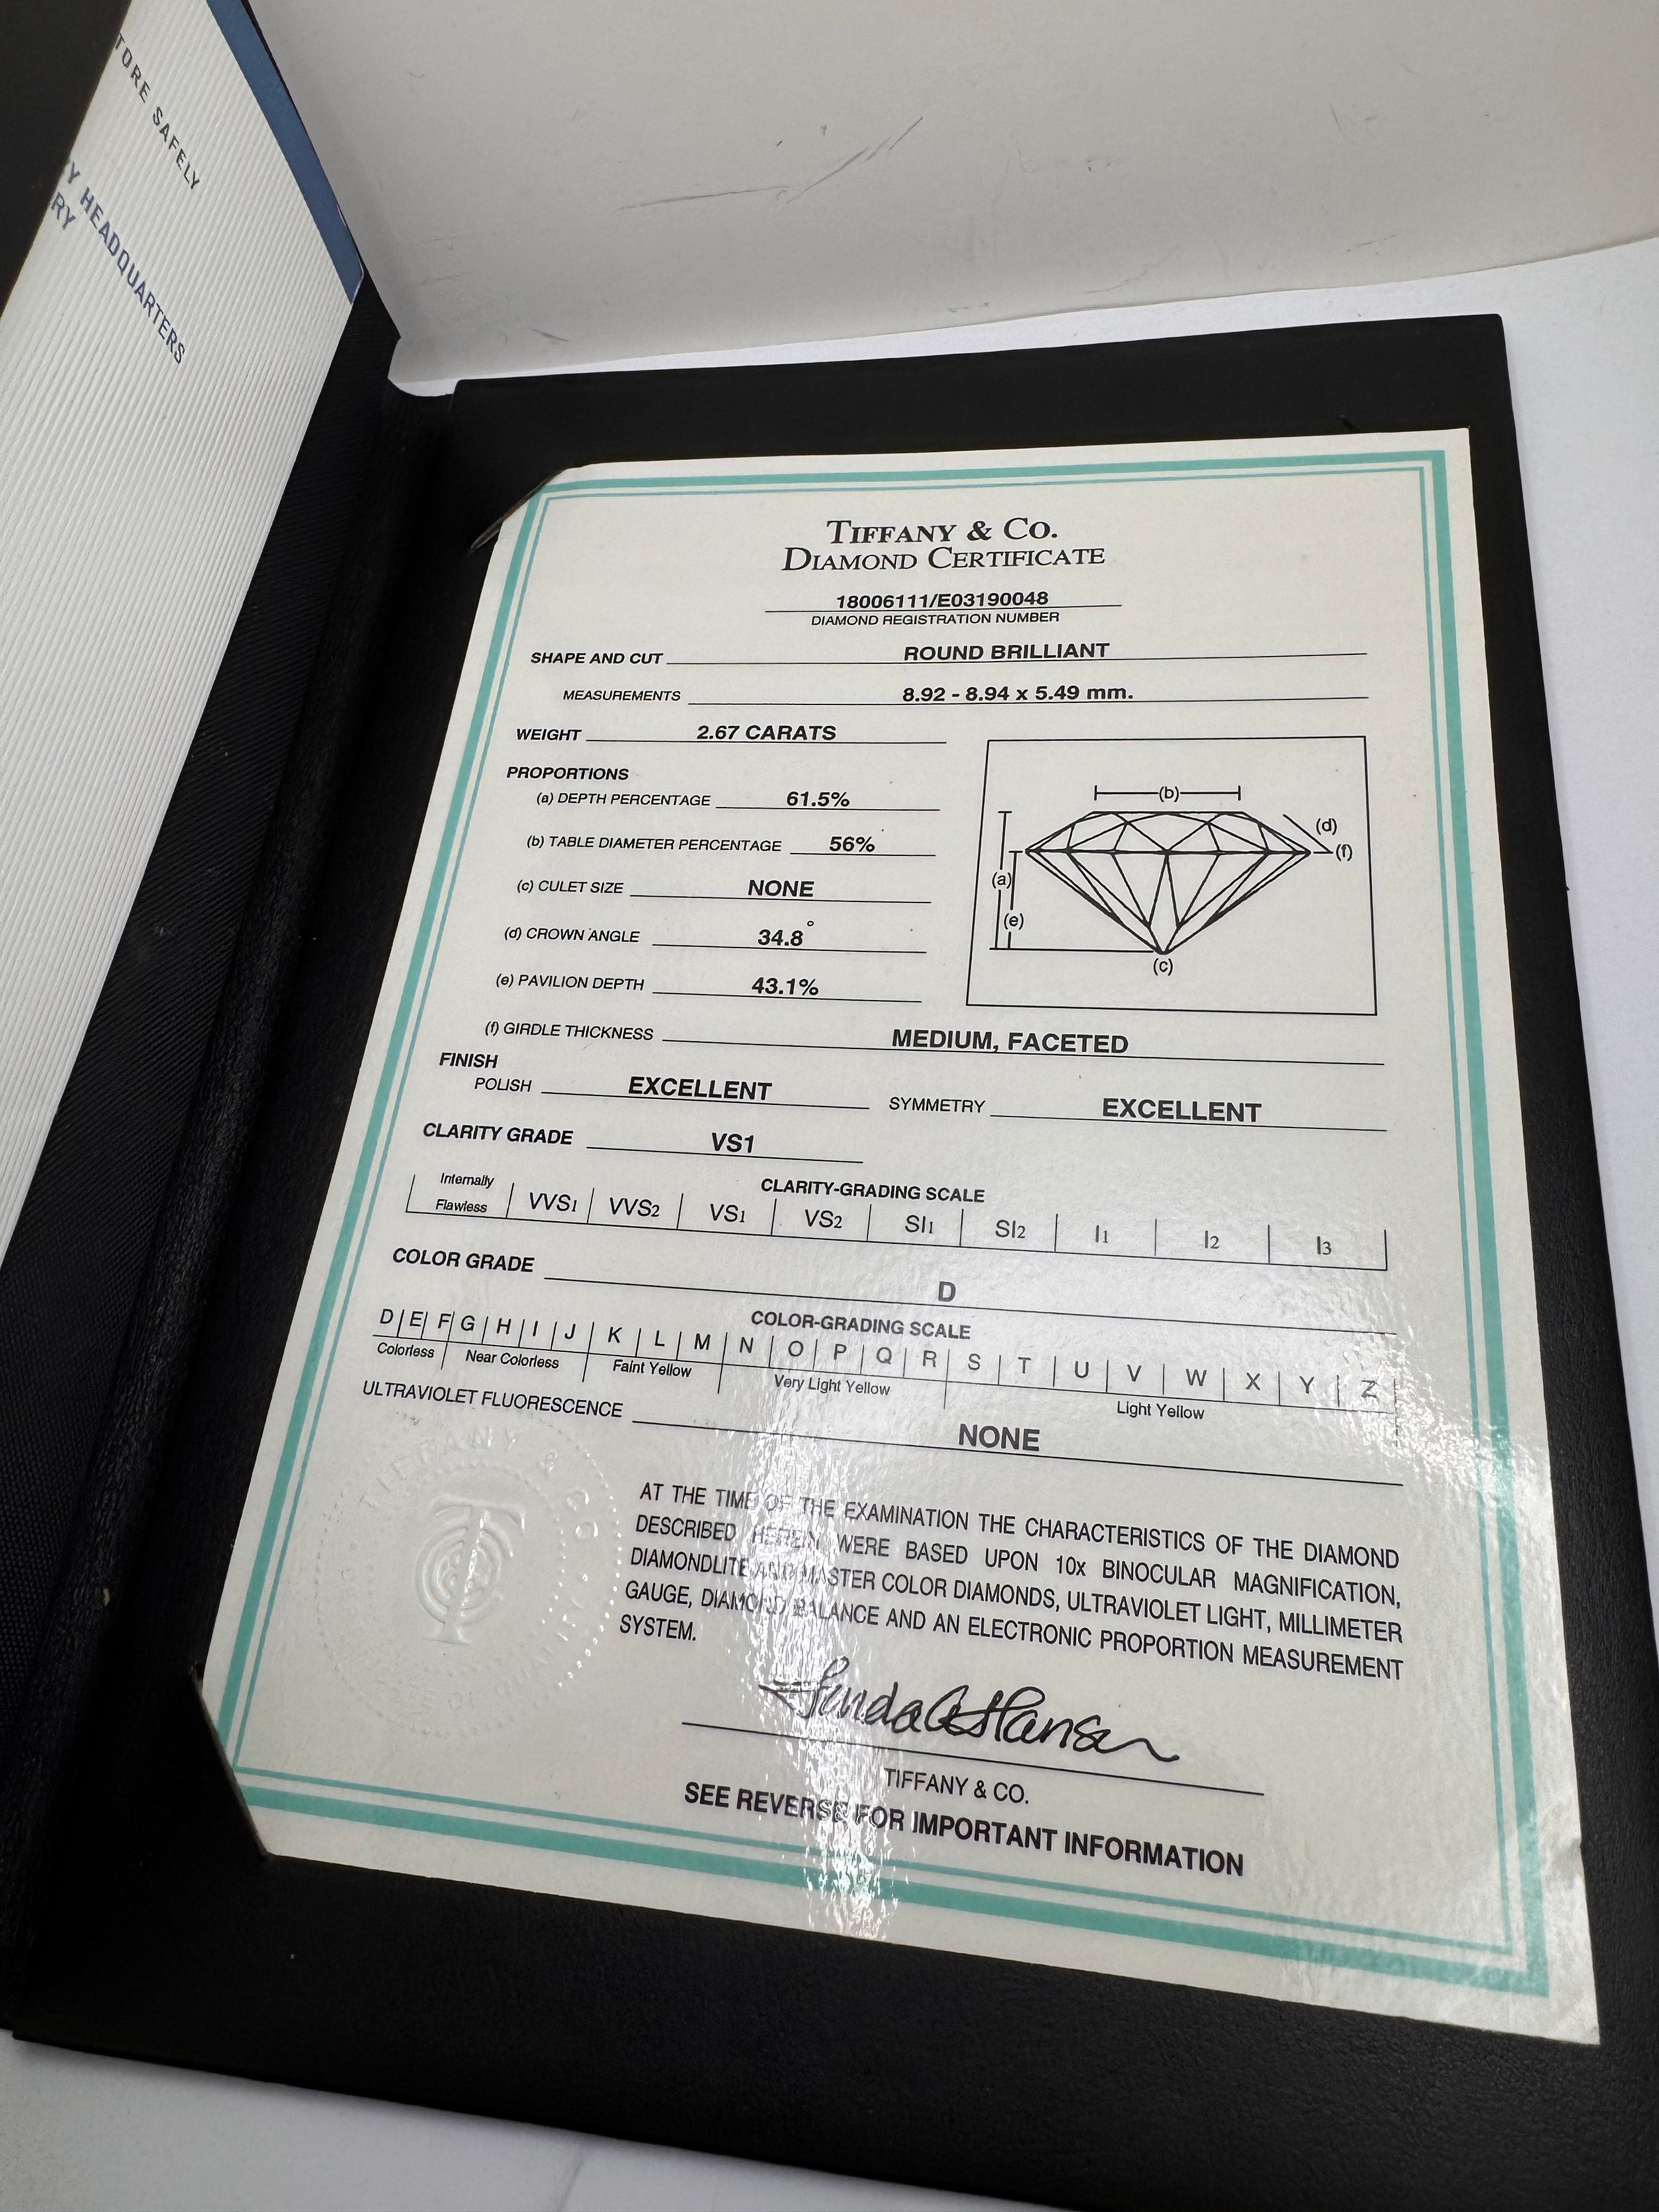 TORE SAFELY
Y HEADQUARTERS
RY
TIFFANY & CO.
DIAMOND CERTIFICATE
18006111/E03190048
DIAMOND REGISTRATION NUMBER
SHAPE AND CUT ROUND BRILLIANT
MEASUREMENTS 8.92 - 8.94 x 5.49 mm.
WEIGHT 2.67 CARATS
PROPORTIONS
(a) DEPTH PERCENTAGE 61.5%
(b) TABLE DIAMETER PERCENTAGE 56%
(c) CULET SIZE NONE
(d) CROWN ANGLE 34.8°
(e) PAVILION DEPTH 43.1%
(b)
(d)
(f)
(a)
(e)
(c)
(f) GIRDLE THICKNESS MEDIUM, FACETED
FINISH
POLISH EXCELLENT SYMMETRY EXCELLENT
CLARITY GRADE VS1
CLARITY-GRADING SCALE
Internally Flawless VVS1 VVS2 VS1 VS2 SI1 SI2 I1 I2 I3
COLOR GRADE D
COLOR-GRADING SCALE
D E F G H I J K L M N O P Q R S T U V W X Y Z
Colorless Near Colorless Faint Yellow Very Light Yellow Light Yellow
ULTRAVIOLET FLUORESCENCE NONE
TIFFANY & CO
AT THE TIME OF THE EXAMINATION THE CHARACTERISTICS OF THE DIAMOND
DESCRIBED HEREIN WERE BASED UPON 10x BINOCULAR MAGNIFICATION,
DIAMONDLITE AND MASTER COLOR DIAMONDS, ULTRAVIOLET LIGHT, MILLIMETER
GAUGE, DIAMOND BALANCE AND AN ELECTRONIC PROPORTION MEASUREMENT
SYSTEM.
TIFFANY & CO.
SEE REVERSE FOR IMPORTANT INFORMATION